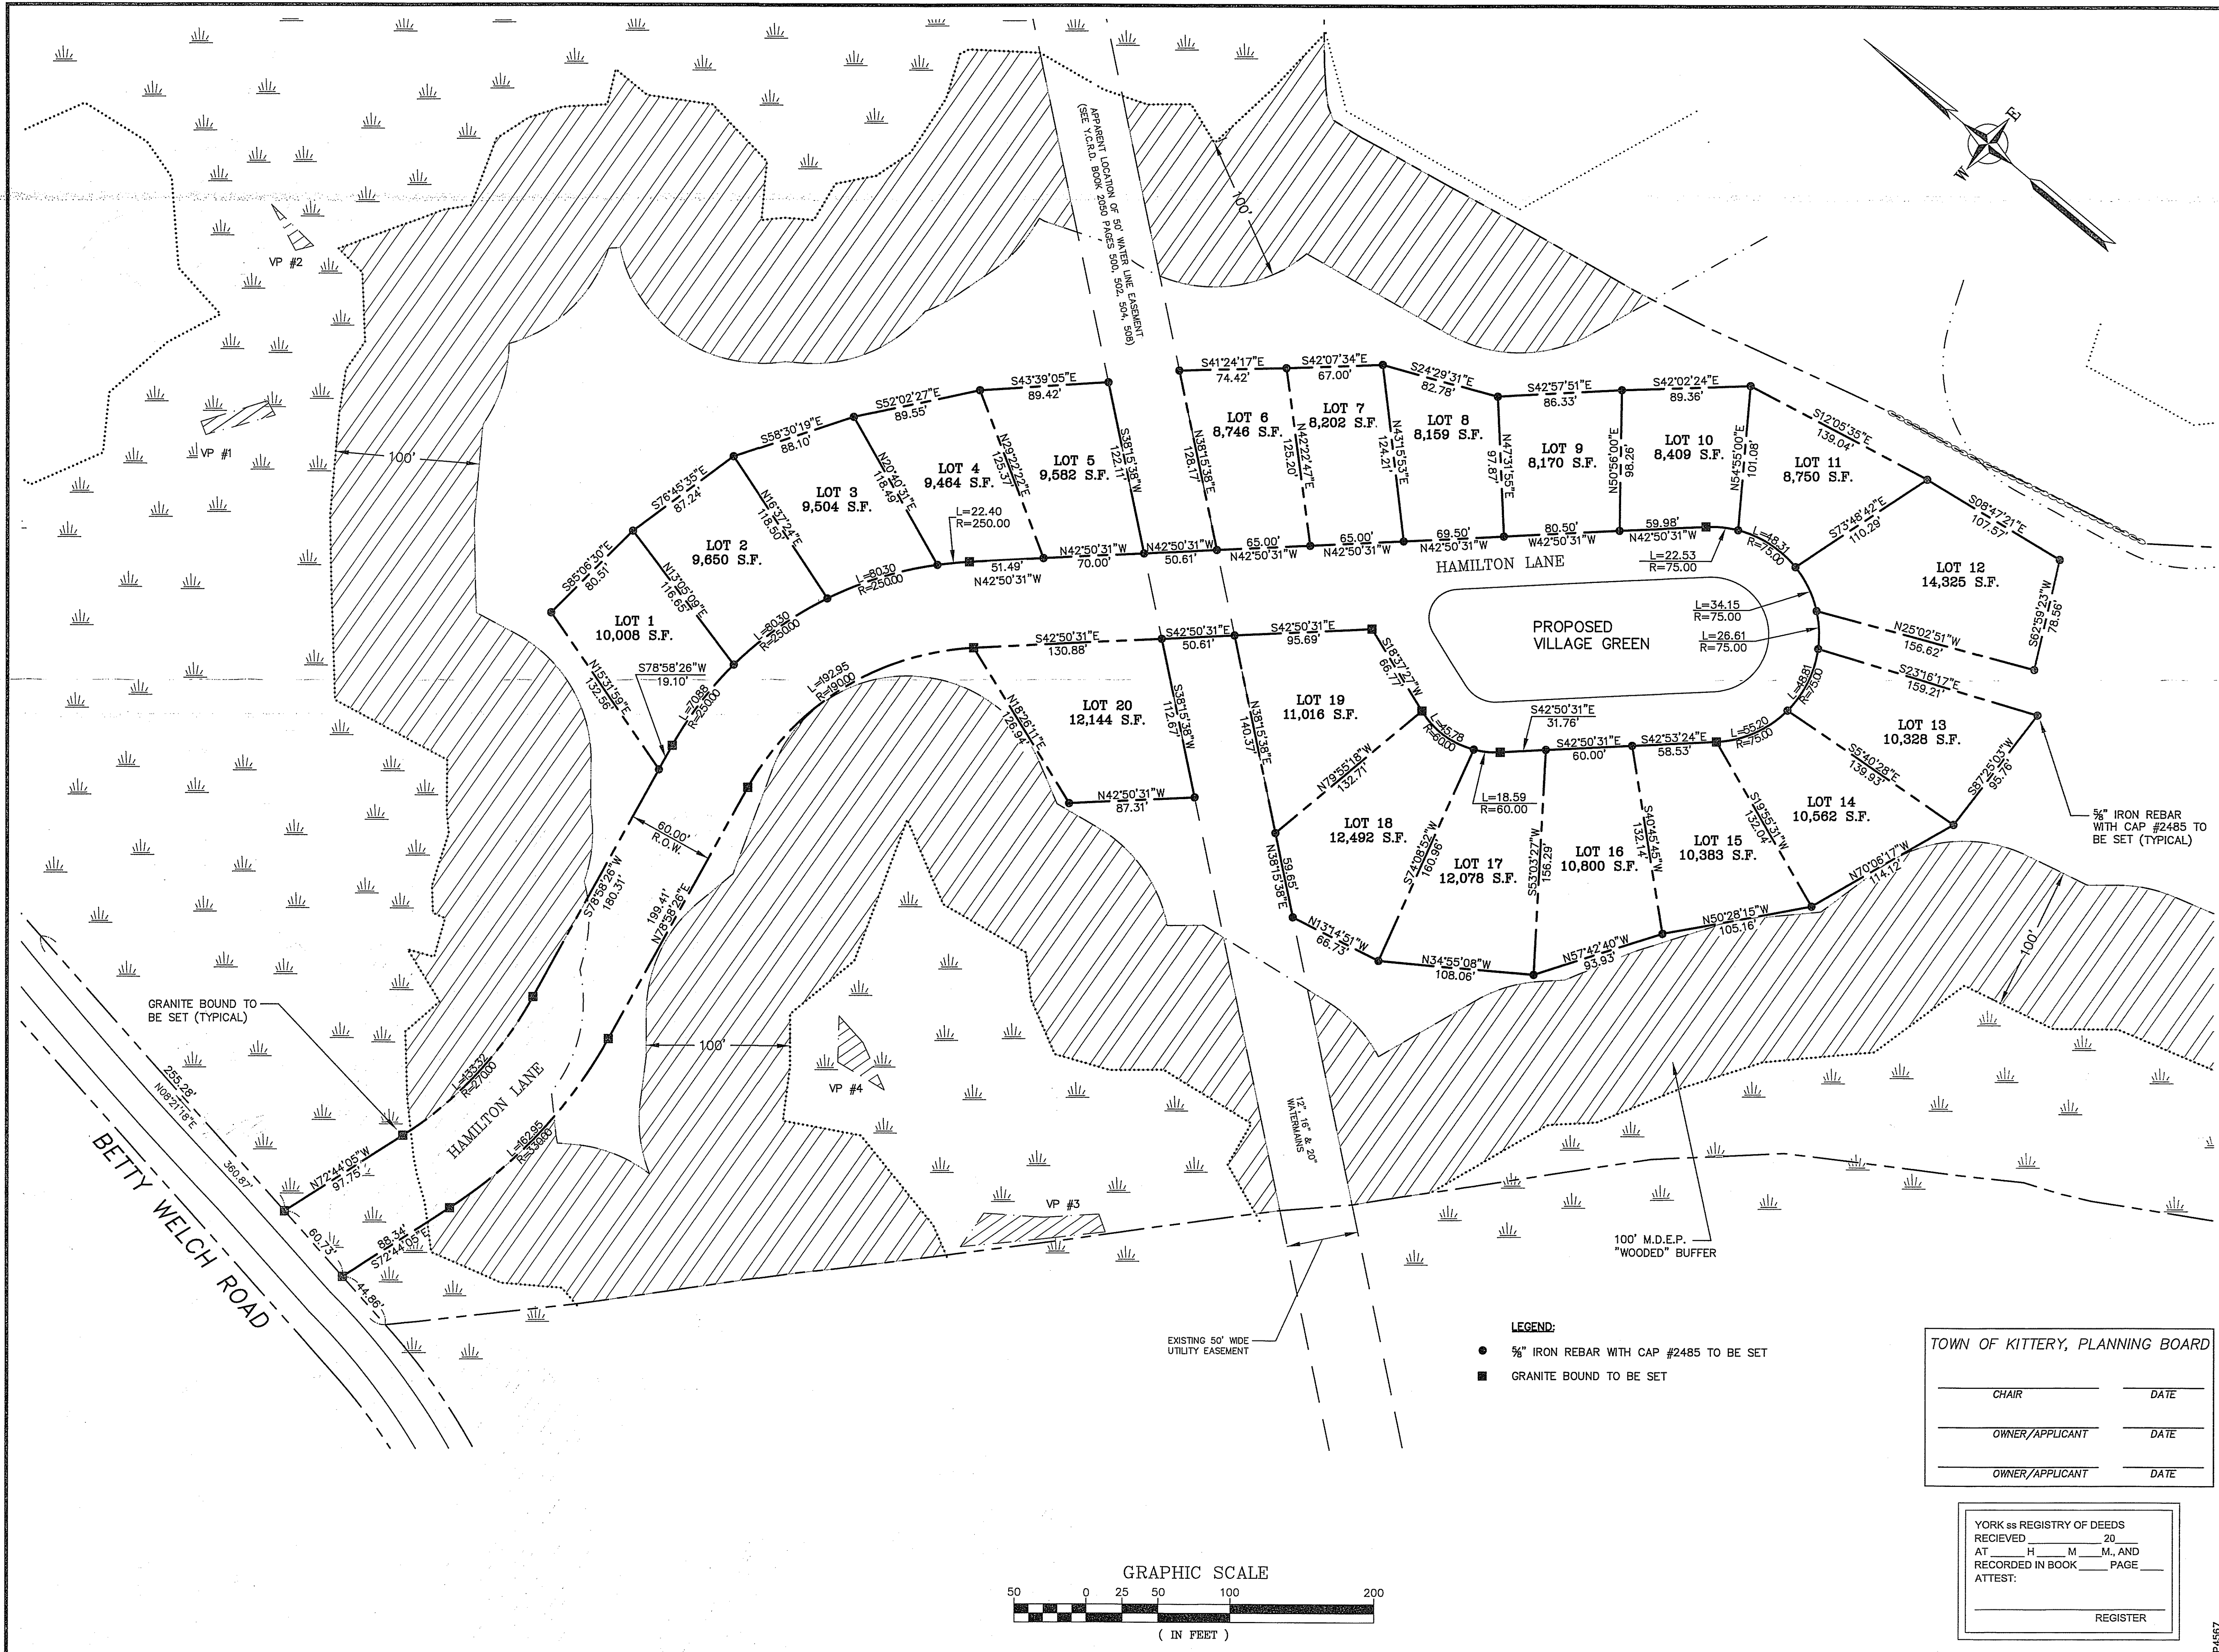 VP #2
VP #1
APPARENT LOCATION OF 50' WATER LINE EASEMENT
(SEE Y.C.R.D. BOOK 2050 PAGES 500, 502, 504, 508)
100'
E
W
100'
S85°06'30"E
80.51'
S76°45'35"E
87.24'
S58°30'19"E
88.10'
S52°02'27"E
89.55'
S43°39'05"E
89.42'
S41°24'17"E
74.42'
S42°07'34"E
67.00'
S24°29'31"E
82.78'
S42°57'51"E
86.33'
S42°02'24"E
89.36'
S12°05'35"E
139.04'
S08°47'21"E
107.57'
LOT 1
10,008 S.F.
N15°31'59"E
132.56'
N13°05'09"E
116.65'
LOT 2
9,650 S.F.
N16°37'24"E
118.50'
LOT 3
9,504 S.F.
N20°40'31"E
118.49'
LOT 4
9,464 S.F.
N29°22'22"E
125.37'
LOT 5
9,582 S.F.
S38°15'38"W
122.11'
N38°15'38"E
128.17'
LOT 6
8,746 S.F.
N42°22'47"E
125.20'
LOT 7
8,202 S.F.
N43°15'53"E
124.21'
LOT 8
8,159 S.F.
N47°31'55"E
97.87'
LOT 9
8,170 S.F.
N50°56'00"E
98.26'
LOT 10
8,409 S.F.
N54°55'00"E
101.08'
LOT 11
8,750 S.F.
S73°48'42"E
110.29'
LOT 12
14,325 S.F.
S62°59'23"W
78.56'
N25°02'51"W
156.62'
S78°58'26"W
19.10'
L=70.88
R=250.00
L=80.30
R=250.00
L=80.30
R=250.00
L=22.40
R=250.00
51.49'
N42°50'31"W
N42°50'31"W
70.00'
N42°50'31"W
50.61'
65.00'
N42°50'31"W
65.00'
N42°50'31"W
69.50'
N42°50'31"W
80.50'
W42°50'31"W
59.98'
N42°50'31"W
L=22.53
R=75.00
L=48.31
R=75.00
L=34.15
R=75.00
L=26.61
R=75.00
L=48.81
R=75.00
L=55.20
R=75.00
HAMILTON LANE
PROPOSED
VILLAGE GREEN
L=192.95
R=190.00
S42°50'31"E
130.88'
S42°50'31"E
50.61'
S42°50'31"E
95.69'
S18°37'27"W
66.77'
L=45.78
R=60.00
L=18.59
R=60.00
S42°50'31"E
31.76'
S42°50'31"E
60.00'
S42°53'24"E
58.53'
LOT 20
12,144 S.F.
N18°26'11"E
126.94'
S38°15'38"W
112.67'
N42°50'31"W
87.31'
LOT 19
11,016 S.F.
N38°15'38"E
140.37'
N79°55'18"W
132.71'
LOT 18
12,492 S.F.
N38°15'38"E
59.65'
N13°14'51"W
66.73'
S74°08'52"W
160.96'
LOT 17
12,078 S.F.
N34°55'08"W
108.06'
S53°03'27"W
156.29
LOT 16
10,800 S.F.
N57°42'40"W
93.93'
S40°45'45"W
132.14'
LOT 15
10,383 S.F.
N50°28'15"W
105.16'
S19°55'31"W
132.04'
LOT 14
10,562 S.F.
N70°06'17"W
114.12'
S5°40'28"E
139.93'
LOT 13
10,328 S.F.
S23°16'17"E
159.21'
S87°25'03"W
95.76'
⅝" IRON REBAR
WITH CAP #2485 TO
BE SET (TYPICAL)
60.00'
R.O.W.
S78°58'26"W
180.31'
199.41'
N78°58'26"E
GRANITE BOUND TO
BE SET (TYPICAL)
L=133.32
R=270.00
HAMILTON LANE
L=162.95
R=330.00
255.28'
N08°21'18"E
360.87'
N72°44'05"W
97.75'
60.73'
88.34'
S72°44'05"E
44.86'
BETTY WELCH ROAD
100'
VP #4
VP #3
12", 16" & 20"
WATERMAINS
100'
100' M.D.E.P.
"WOODED" BUFFER
EXISTING 50' WIDE
UTILITY EASEMENT
LEGEND:
⅝" IRON REBAR WITH CAP #2485 TO BE SET
GRANITE BOUND TO BE SET
TOWN OF KITTERY, PLANNING BOARD
CHAIR DATE
OWNER/APPLICANT DATE
OWNER/APPLICANT DATE
YORK ss REGISTRY OF DEEDS
RECIEVED 20
AT H M M., AND
RECORDED IN BOOK PAGE
ATTEST:
REGISTER
GRAPHIC SCALE
50 0 25 50 100 200
( IN FEET )
P4567